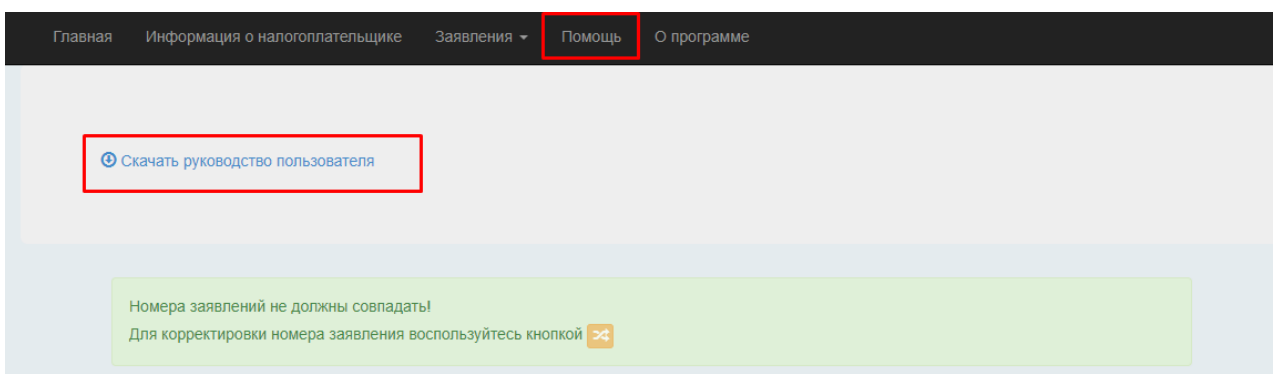 Главная Информация о налогоплательщике Заявления Помощь О программе
Скачать руководство пользователя
Номера заявлений не должны совпадать!
Для корректировки номера заявления воспользуйтесь кнопкой